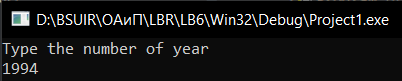 D:\BSUIR\ОАиП\LBR\LB6\Win32\Debug\Project1.exe
Type the number of year
1994